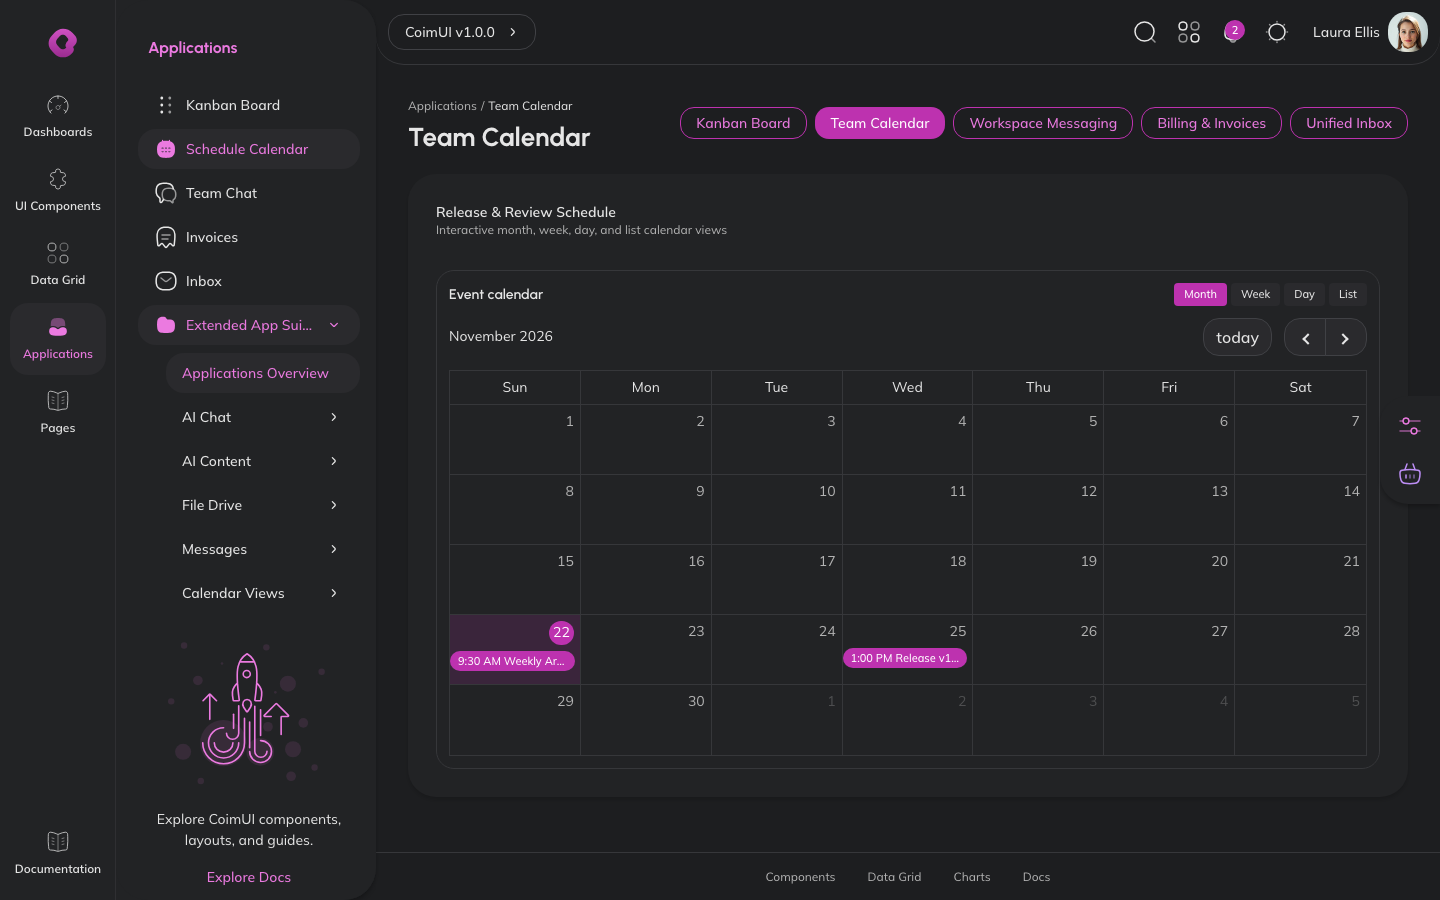 Dashboards
UI Components
Data Grid
Applications
Pages
Documentation
Applications
Kanban Board
Schedule Calendar
Team Chat
Invoices
Inbox
Extended App Sui...
Applications Overview
AI Chat
AI Content
File Drive
Messages
Calendar Views
Explore CoimUI components,
layouts, and guides.
Explore Docs
CoimUI v1.0.0
2
Laura Ellis
Applications / Team Calendar
Team Calendar
Kanban Board
Team Calendar
Workspace Messaging
Billing & Invoices
Unified Inbox
Release & Review Schedule
Interactive month, week, day, and list calendar views
Event calendar
Month Week Day List
November 2026
today
Sun Mon Tue Wed Thu Fri Sat
1 2 3 4 5 6 7
8 9 10 11 12 13 14
15 16 17 18 19 20 21
22 23 24 25 26 27 28
9:30 AM Weekly Ar... 1:00 PM Release v1...
29 30 1 2 3 4 5
Components Data Grid Charts Docs